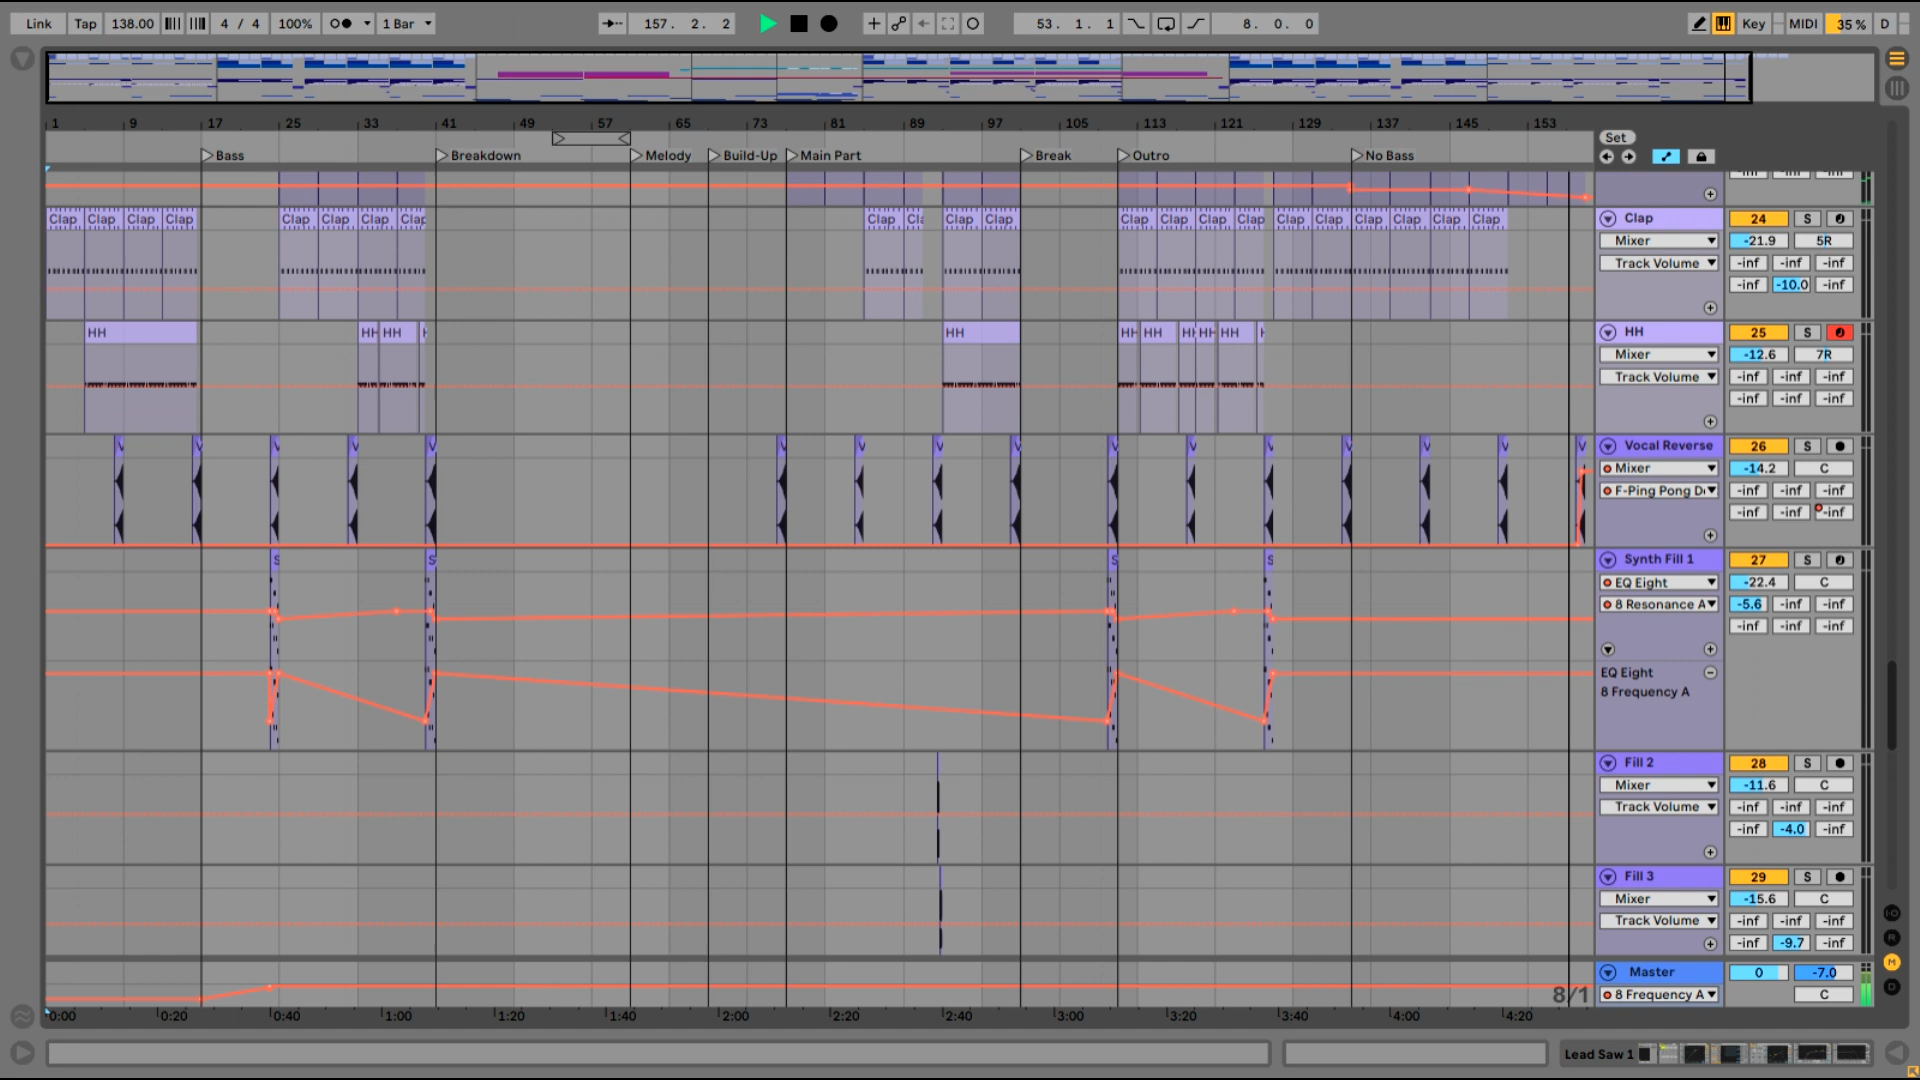 Link Tap 138.00 4 / 4 100% 1 Bar 157. 2. 2 53. 1. 1 8. 0. 0 Key MIDI 35 % D
1 9 17 25 33 41 49 57 65 73 81 89 97 105 113 121 129 137 145 153
Set
Bass Breakdown Melody Build-Up Main Part Break Outro No Bass
Clap Clap Clap Clap Clap Clap Clap Clap Clap Cla Clap Clap Clap Clap Clap Clap Clap Clap Clap Clap Clap Clap
Clap 24 S
Mixer -21.9 5R
Track Volume -inf -inf -inf
-inf -10.0 -inf
HH HH HH HH HH HH HH HH HH
HH 25 S
Mixer -12.6 7R
Track Volume -inf -inf -inf
-inf -inf -inf
V V V V V V V V V V V V V V V
Vocal Reverse 26 S
Mixer -14.2 C
F-Ping Pong D -inf -inf -inf
-inf -inf -inf
S S S S
Synth Fill 1 27 S
EQ Eight -22.4 C
8 Resonance A -5.6 -inf -inf
-inf -inf -inf
EQ Eight
8 Frequency A
Fill 2 28 S
Mixer -11.6 C
Track Volume -inf -inf -inf
-inf -4.0 -inf
Fill 3 29 S
Mixer -15.6 C
Track Volume -inf -inf -inf
-inf -9.7 -inf
Master 0 -7.0
8/1
8 Frequency A C
0:00 0:20 0:40 1:00 1:20 1:40 2:00 2:20 2:40 3:00 3:20 3:40 4:00 4:20
I·O
R
M
D
Lead Saw 1